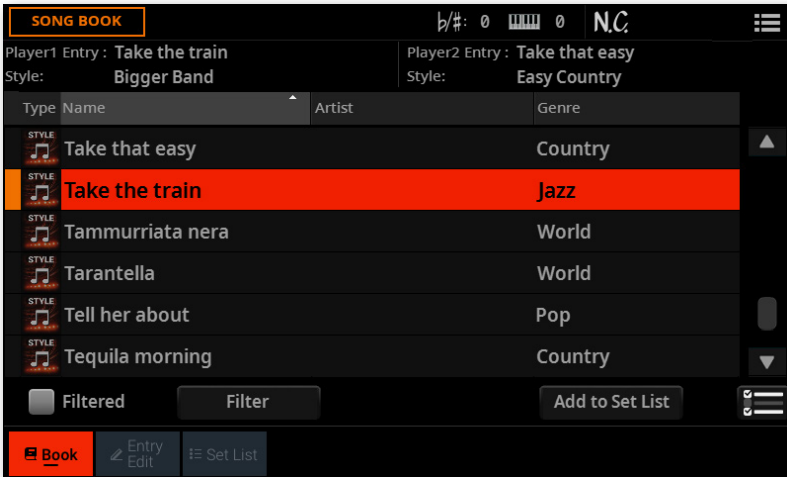 SONG BOOK ♭/#: 0 0 N.C.
Player1 Entry : Take the train Player2 Entry : Take that easy
Style: Bigger Band Style: Easy Country
Type Name Artist Genre
STYLE Take that easy Country
STYLE Take the train Jazz
STYLE Tammurriata nera World
STYLE Tarantella World
STYLE Tell her about Pop
STYLE Tequila morning Country
Filtered Filter Add to Set List
Book Entry Edit Set List